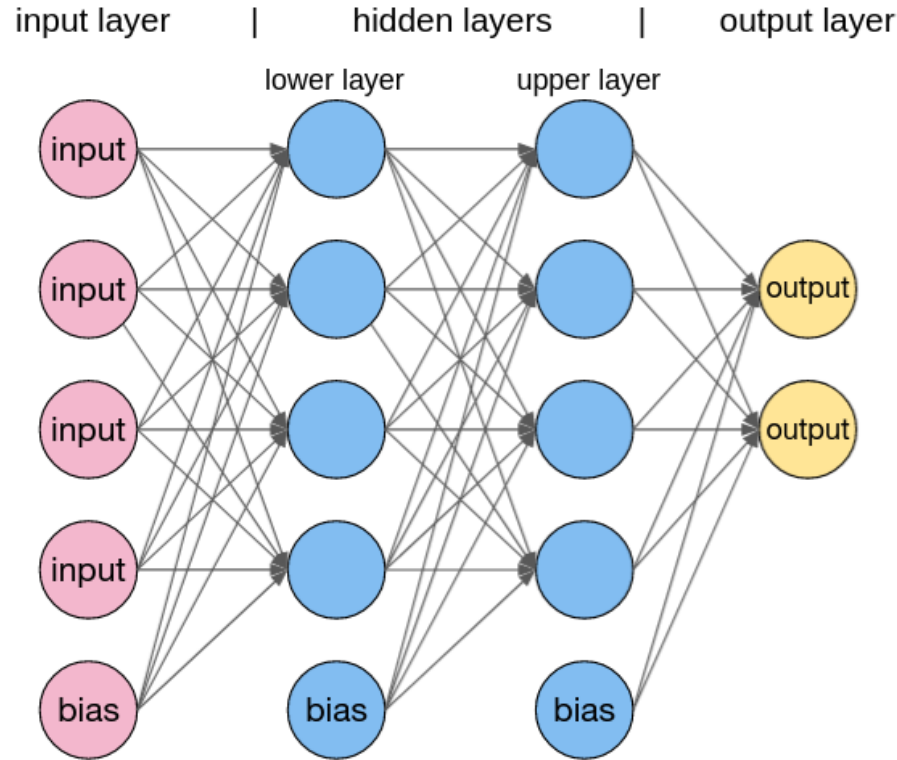 input layer | hidden layers | output layer
lower layer upper layer
input
input output
input output
input
bias bias bias